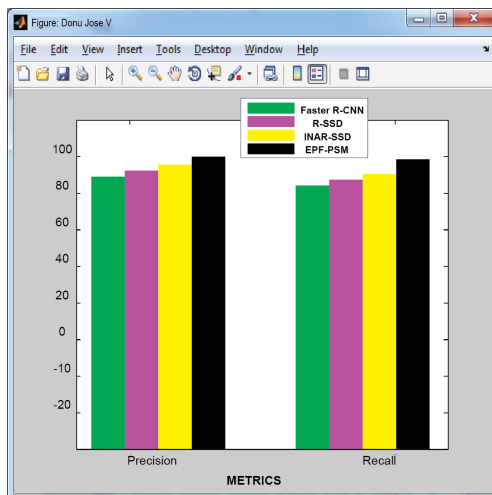 Figure: Donu Jose V
File Edit View Insert Tools Desktop Window Help
Faster R-CNN
R-SSD
INAR-SSD
EPF-PSM
100
80
60
40
20
0
-10
-20
Precision Recall
METRICS